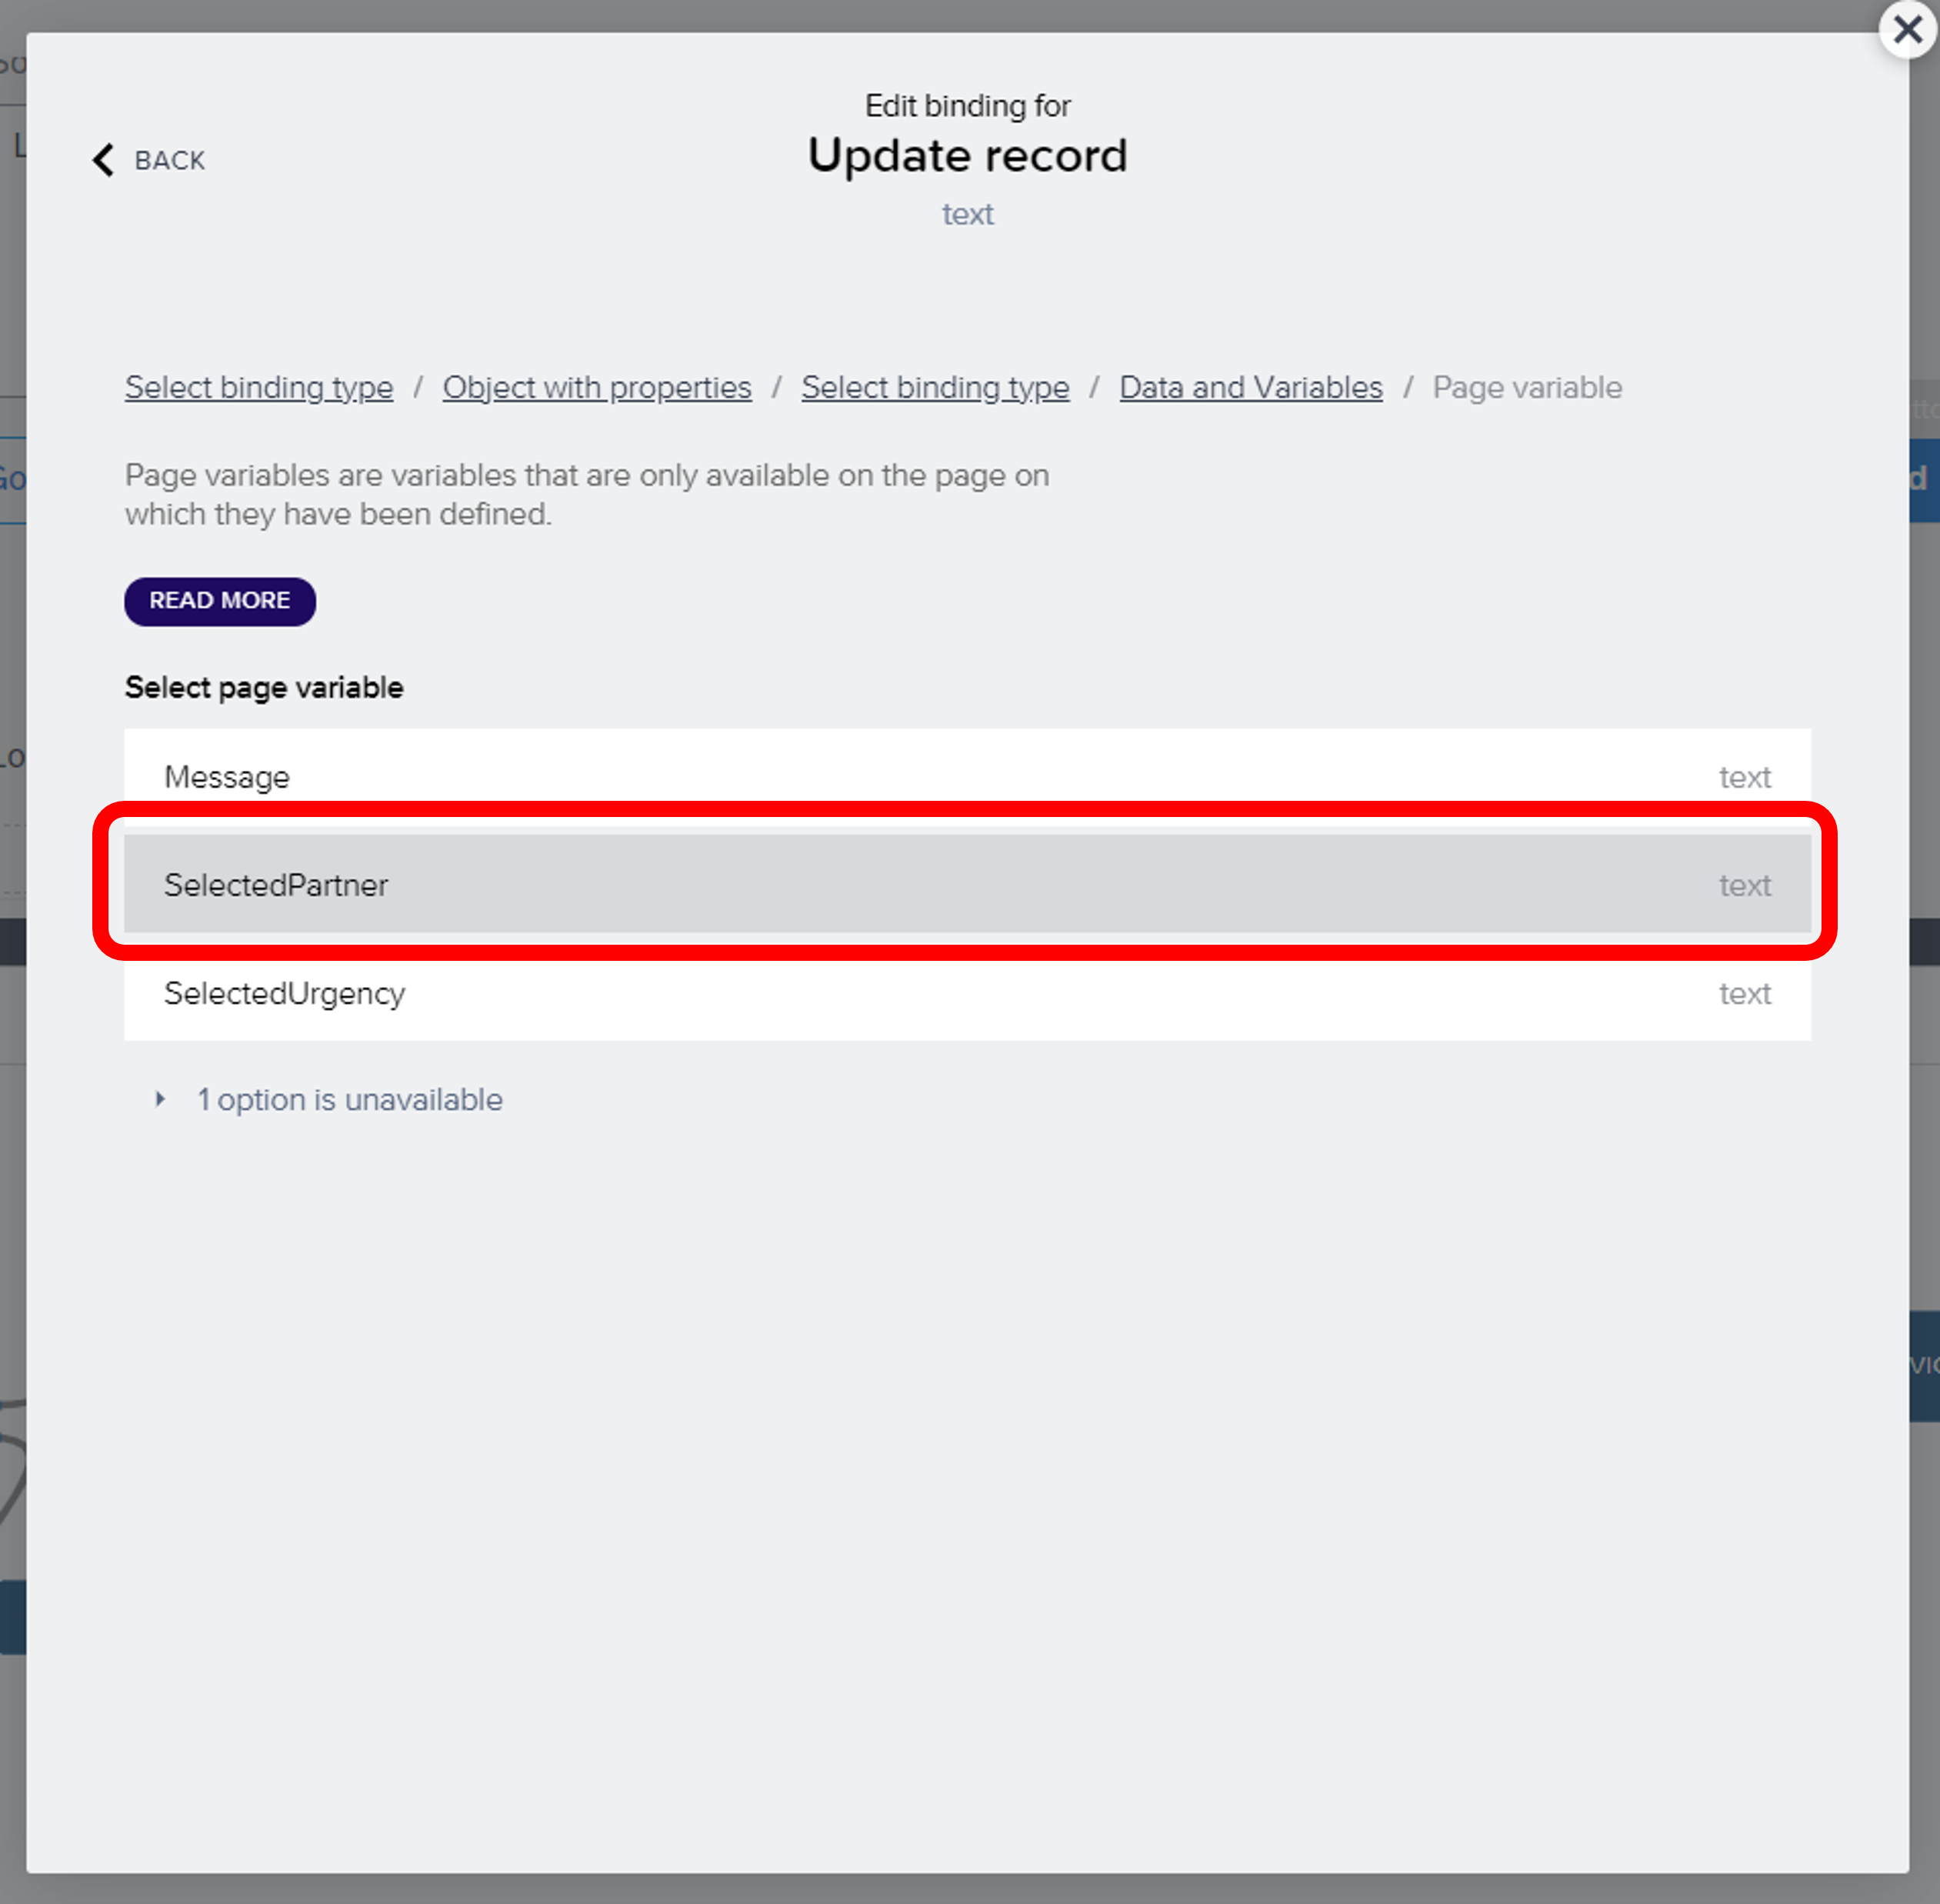 Edit binding for
BACK
Update record
text
Select binding type / Object with properties / Select binding type / Data and Variables / Page variable
Page variables are variables that are only available on the page on
which they have been defined.
READ MORE
Select page variable
Message text
SelectedPartner text
SelectedUrgency text
1 option is unavailable